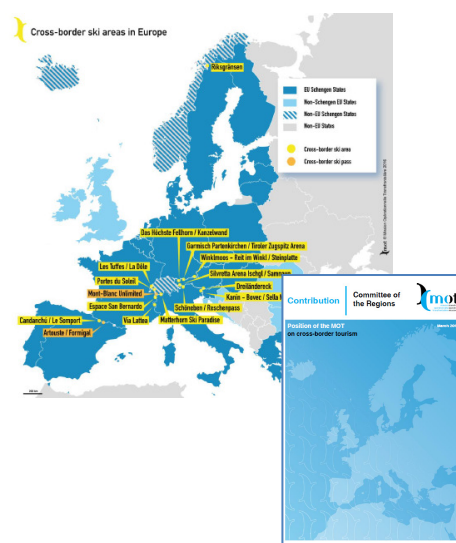 Cross-border ski areas in Europe
Riksgränsen
EU Schengen States
Non-Schengen EU States
Non-EU Schengen States
Non-EU States
Cross-border ski area
Cross-border ski pass
Das Höchste Fellhorn / Kanzelwand
Garmisch Partenkirchen / Tiroler Zugspitz Arena
Winklmoos – Reit im Winkl / Steinplatte
Les Tuffes / La Dôle
Silvretta Arena Ischgl / Samnaun
Portes du Soleil
Dreiländereck
Mont-Blanc Unlimited
Kanin – Bovec / Sella
Espace San Bernardo
Schöneben / Reschenpass
Candanchú / Le Somport
Via Lattea
Matterhorn Ski Paradise
Artouste / Formigal
Contribution
Committee of
the Regions
mot
Position of the MOT
on cross-border tourism